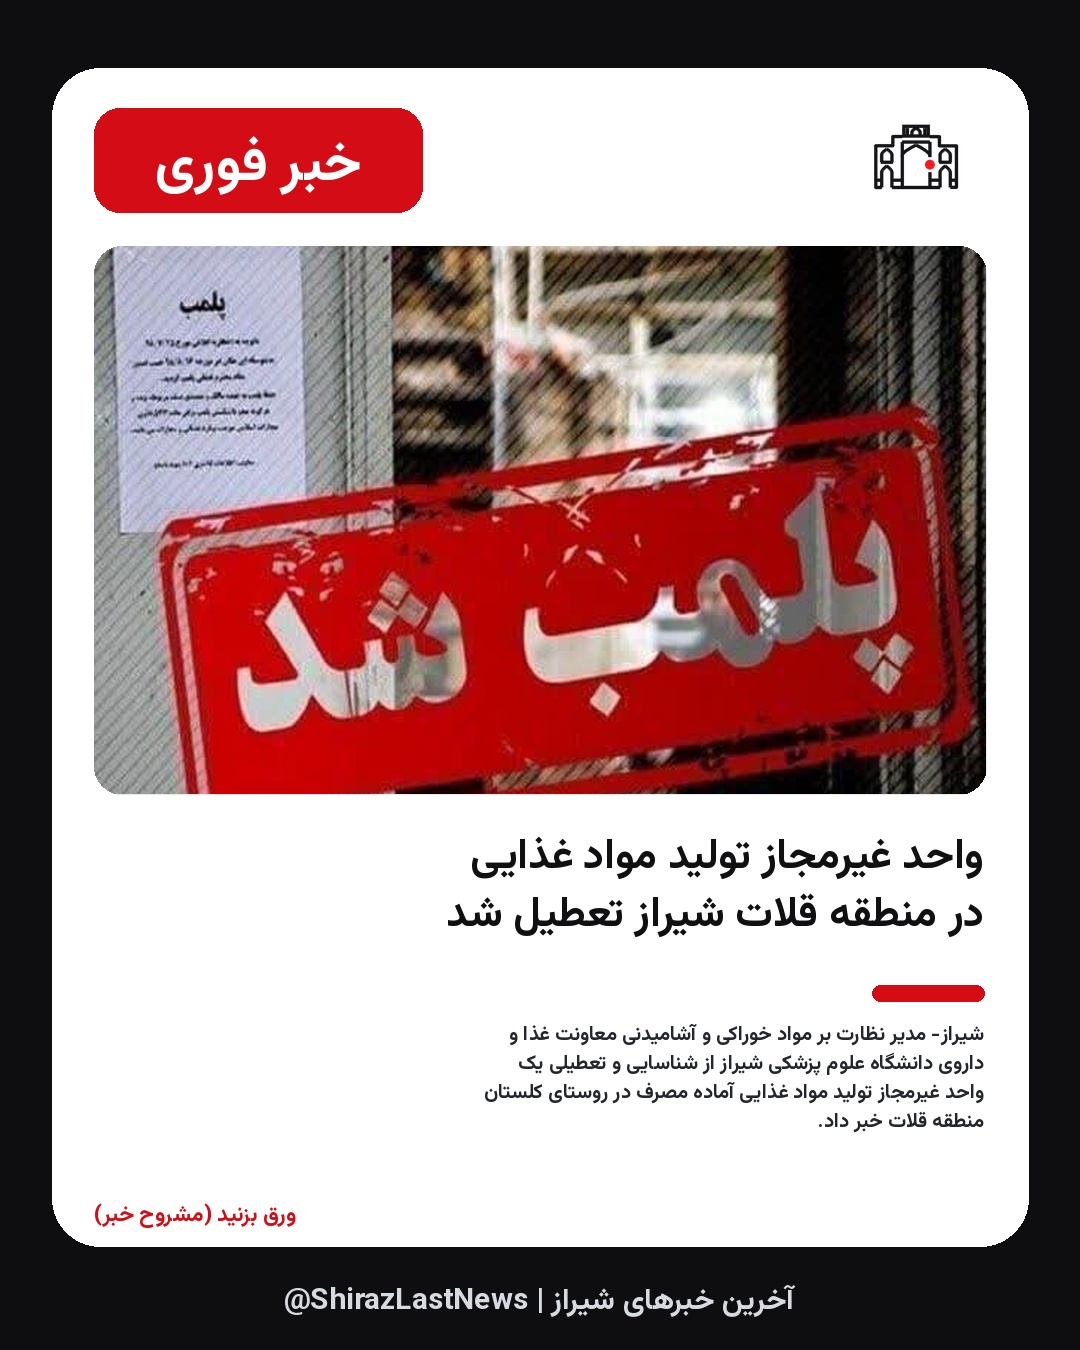 خبر فوری
پلمب
پلمب شد
واحد غیرمجاز تولید مواد غذایی
در منطقه قلات شیراز تعطیل شد
شیراز- مدیر نظارت بر مواد خوراکی و آشامیدنی معاونت غذا و
داروی دانشگاه علوم پزشکی شیراز از شناسایی و تعطیلی یک
واحد غیرمجاز تولید مواد غذایی آماده مصرف در روستای کلستان
منطقه قلات خبر داد.
ورق بزنید (مشروح خبر)
آخرین خبرهای شیراز | @ShirazLastNews